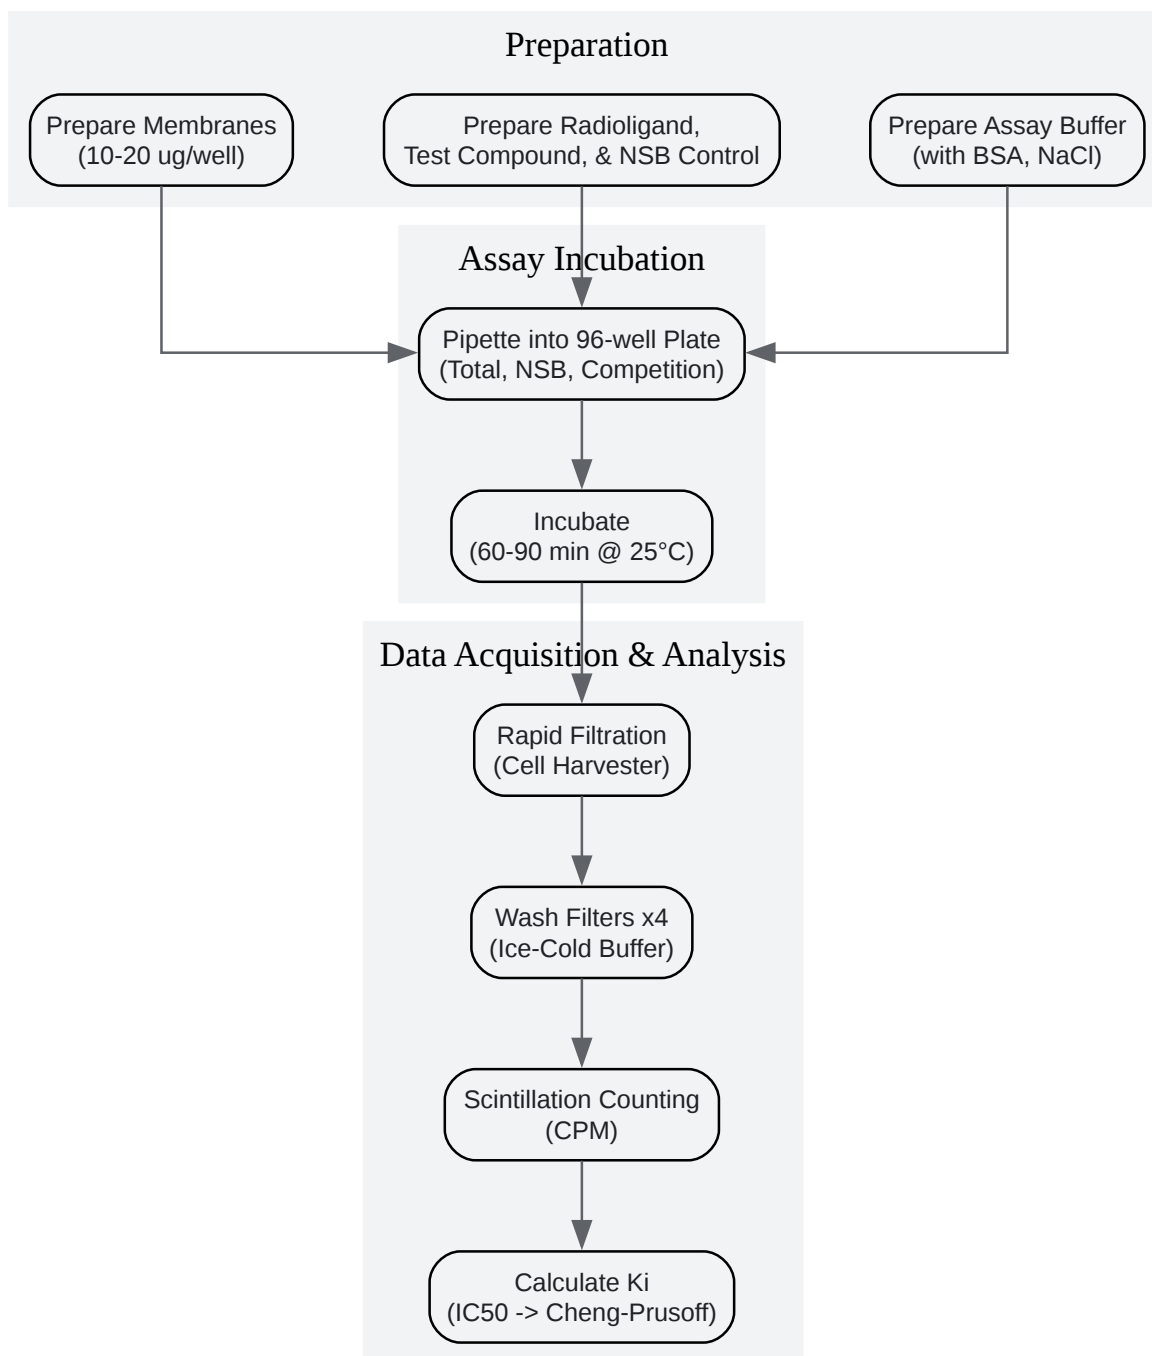 Preparation
Prepare Membranes
(10-20 ug/well)
Prepare Radioligand,
Test Compound, & NSB Control
Prepare Assay Buffer
(with BSA, NaCl)
Assay Incubation
Pipette into 96-well Plate
(Total, NSB, Competition)
Incubate
(60-90 min @ 25°C)
Data Acquisition & Analysis
Rapid Filtration
(Cell Harvester)
Wash Filters x4
(Ice-Cold Buffer)
Scintillation Counting
(CPM)
Calculate Ki
(IC50 -> Cheng-Prusoff)